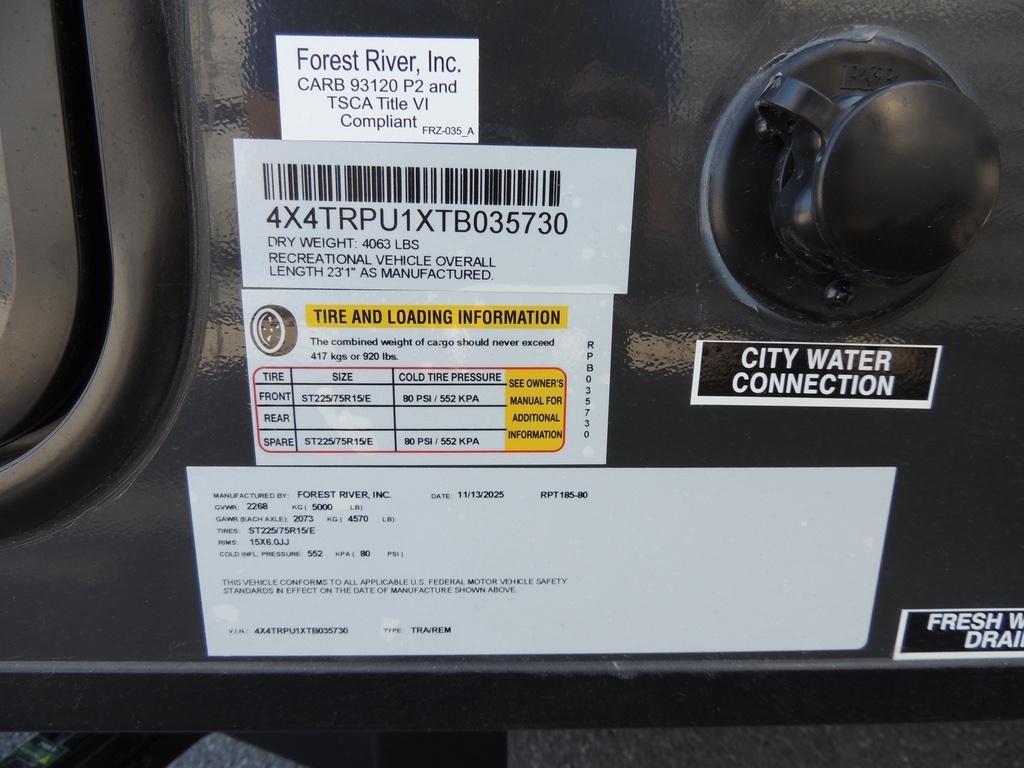 Forest River, Inc.
CARB 93120 P2 and
TSCA Title VI
Compliant
FRZ-035_A
4X4TRPU1XTB035730
DRY WEIGHT: 4063 LBS
RECREATIONAL VEHICLE OVERALL
LENGTH 23'1" AS MANUFACTURED.
TIRE AND LOADING INFORMATION
The combined weight of cargo should never exceed
417 kgs or 920 lbs.
RPB035730
TIRE SIZE COLD TIRE PRESSURE
FRONT ST225/75R15/E 80 PSI / 552 KPA
REAR
SPARE ST225/75R15/E 80 PSI / 552 KPA
SEE OWNER'S
MANUAL FOR
ADDITIONAL
INFORMATION
CITY WATER
CONNECTION
MANUFACTURED BY: FOREST RIVER, INC. DATE: 11/13/2025 RPT185-80
GVWR: 2268 KG ( 5000 LB)
GAWR (EACH AXLE): 2073 KG ( 4570 LB)
TIRES: ST225/75R15/E
RIMS: 15X6.0JJ
COLD INFL. PRESSURE: 552 KPA ( 80 PSI )
THIS VEHICLE CONFORMS TO ALL APPLICABLE U.S. FEDERAL MOTOR VEHICLE SAFETY
STANDARDS IN EFFECT ON THE DATE OF MANUFACTURE SHOWN ABOVE.
V.I.N.: 4X4TRPU1XTB035730 TYPE: TRA/REM
FRESH